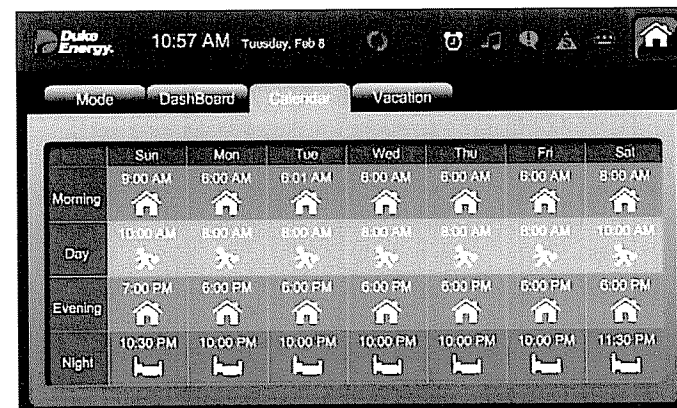 Duke
Energy.
10:57 AM Tuesday, Feb 8
Mode DashBoard Calendar Vacation
Sun Mon Tue Wed Thu Fri Sat
9:00 AM 6:00 AM 6:01 AM 6:00 AM 6:00 AM 6:00 AM 8:00 AM
Morning
10:00 AM 8:00 AM 8:00 AM 8:00 AM 8:00 AM 8:00 AM 10:00 AM
Day
7:00 PM 6:00 PM 6:00 PM 6:00 PM 6:00 PM 6:00 PM 6:00 PM
Evening
10:30 PM 10:00 PM 10:00 PM 10:00 PM 10:00 PM 10:00 PM 11:30 PM
Night